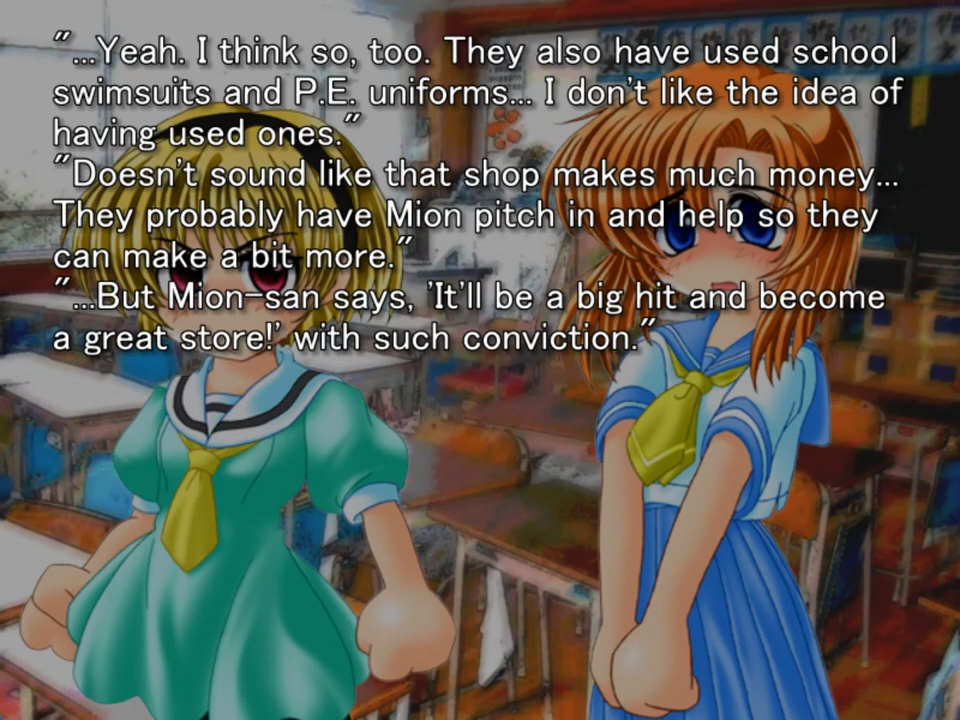 "...Yeah. I think so, too. They also have used school
swimsuits and P.E. uniforms... I don't like the idea of
having used ones."
"Doesn't sound like that shop makes much money...
They probably have Mion pitch in and help so they
can make a bit more."
"...But Mion-san says, 'It'll be a big hit and become
a great store!' with such conviction."